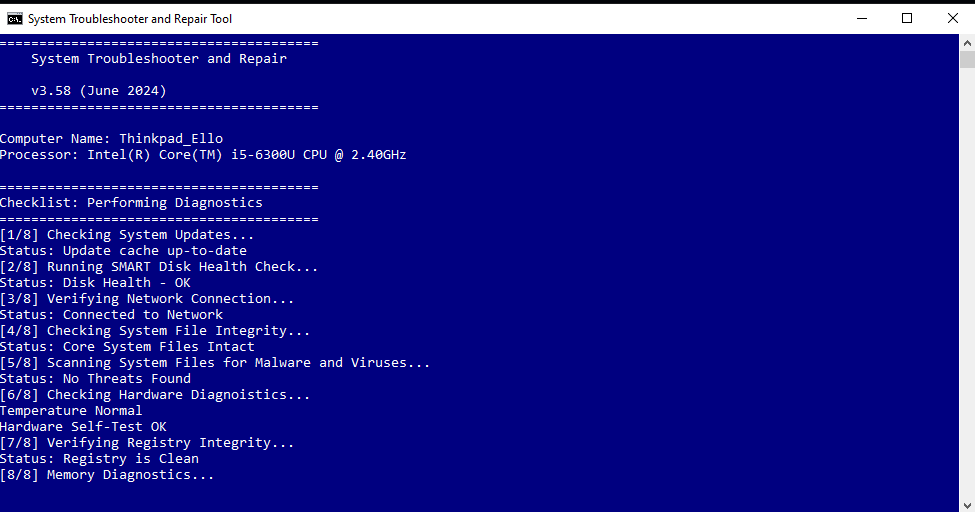 System Troubleshooter and Repair Tool
========================================
System Troubleshooter and Repair
v3.58 (June 2024)
========================================
Computer Name: Thinkpad_Ello
Processor: Intel(R) Core(TM) i5-6300U CPU @ 2.40GHz
========================================
Checklist: Performing Diagnostics
========================================
[1/8] Checking System Updates...
Status: Update cache up-to-date
[2/8] Running SMART Disk Health Check...
Status: Disk Health - OK
[3/8] Verifying Network Connection...
Status: Connected to Network
[4/8] Checking System File Integrity...
Status: Core System Files Intact
[5/8] Scanning System Files for Malware and Viruses...
Status: No Threats Found
[6/8] Checking Hardware Diagnoistics...
Temperature Normal
Hardware Self-Test OK
[7/8] Verifying Registry Integrity...
Status: Registry is Clean
[8/8] Memory Diagnostics...